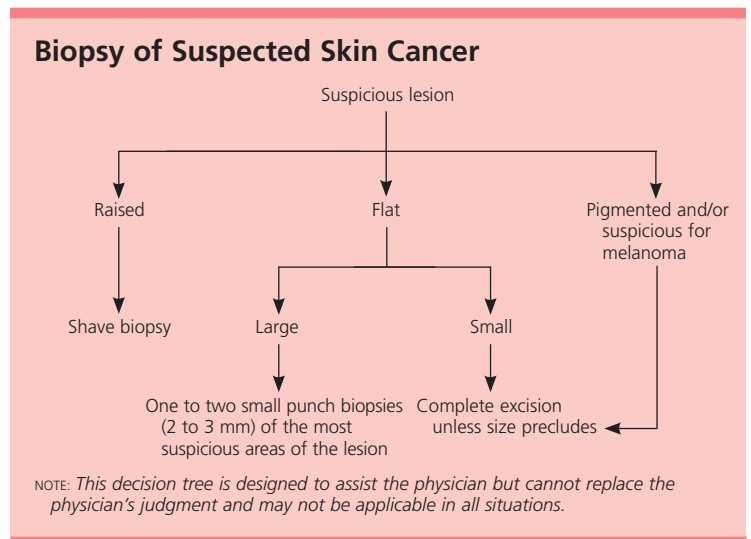 Biopsy of Suspected Skin Cancer
Suspicious lesion
Raised
Flat
Pigmented and/or
suspicious for
melanoma
Shave biopsy
Large
Small
One to two small punch biopsies
(2 to 3 mm) of the most
suspicious areas of the lesion
Complete excision
unless size precludes
NOTE: This decision tree is designed to assist the physician but cannot replace the
physician’s judgment and may not be applicable in all situations.